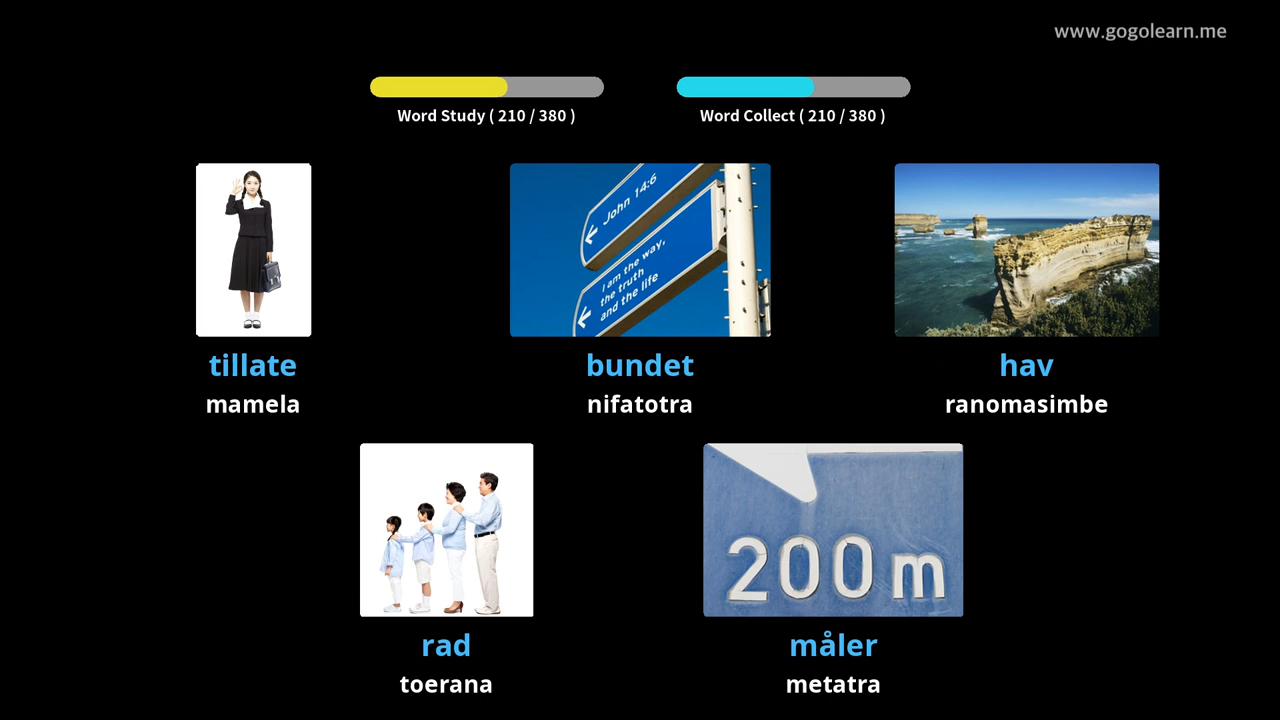 www.gogolearn.me
Word Study ( 210 / 380 )
Word Collect ( 210 / 380 )
John 14:6
I am the way,
the truth
and the life
tillate
mamela
bundet
nifatotra
hav
ranomasimbe
200 m
rad
toerana
måler
metatra